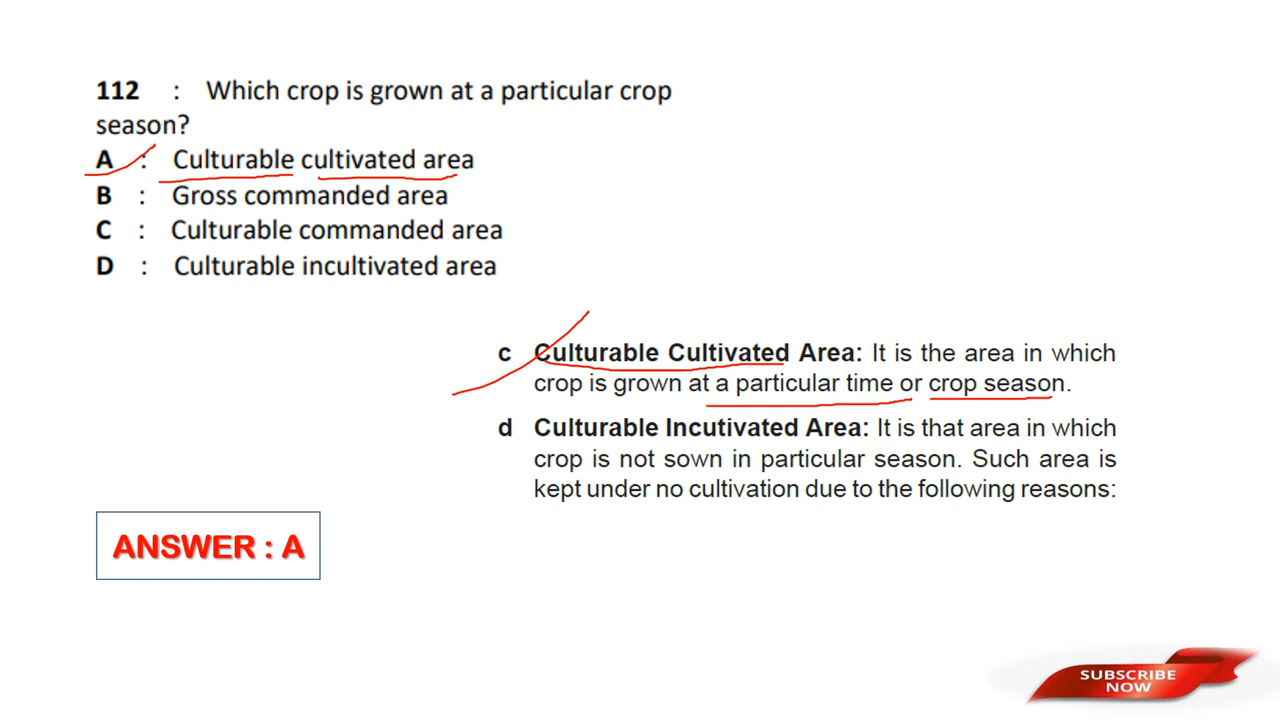 112 : Which crop is grown at a particular crop
season?
A : Culturable cultivated area
B : Gross commanded area
C : Culturable commanded area
D : Culturable incultivated area
c Culturable Cultivated Area: It is the area in which
crop is grown at a particular time or crop season.
d Culturable Incutivated Area: It is that area in which
crop is not sown in particular season. Such area is
kept under no cultivation due to the following reasons:
ANSWER : A
SUBSCRIBE
NOW